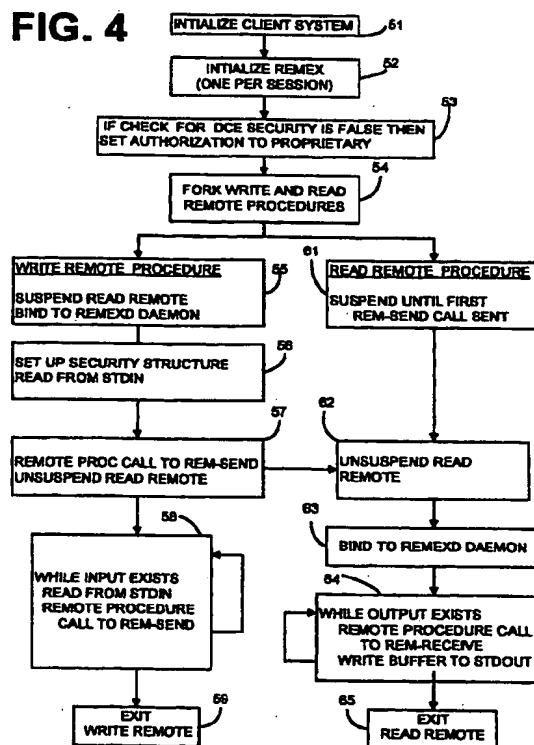 FIG. 4
INTIALIZE CLIENT SYSTEM
51
INTIALIZE REMEX
(ONE PER SESSION)
52
IF CHECK FOR DCE SECURITY IS FALSE THEN
SET AUTHORIZATION TO PROPRIETARY
53
FORK WRITE AND READ
REMOTE PROCEDURES
54
WRITE REMOTE PROCEDURE
SUSPEND READ REMOTE
BIND TO REMEXD DAEMON
55
READ REMOTE PROCEDURE
SUSPEND UNTIL FIRST
REM-SEND CALL SENT
61
SET UP SECURITY STRUCTURE
READ FROM STDIN
56
REMOTE PROC CALL TO REM-SEND
UNSUSPEND READ REMOTE
57
UNSUSPEND READ
REMOTE
62
BIND TO REMEXD DAEMON
63
WHILE INPUT EXISTS
READ FROM STDIN
REMOTE PROCEDURE
CALL TO REM-SEND
58
WHILE OUTPUT EXISTS
REMOTE PROCEDURE CALL
TO REM-RECEIVE
WRITE BUFFER TO STDOUT
64
EXIT
WRITE REMOTE
59
EXIT
READ REMOTE
65